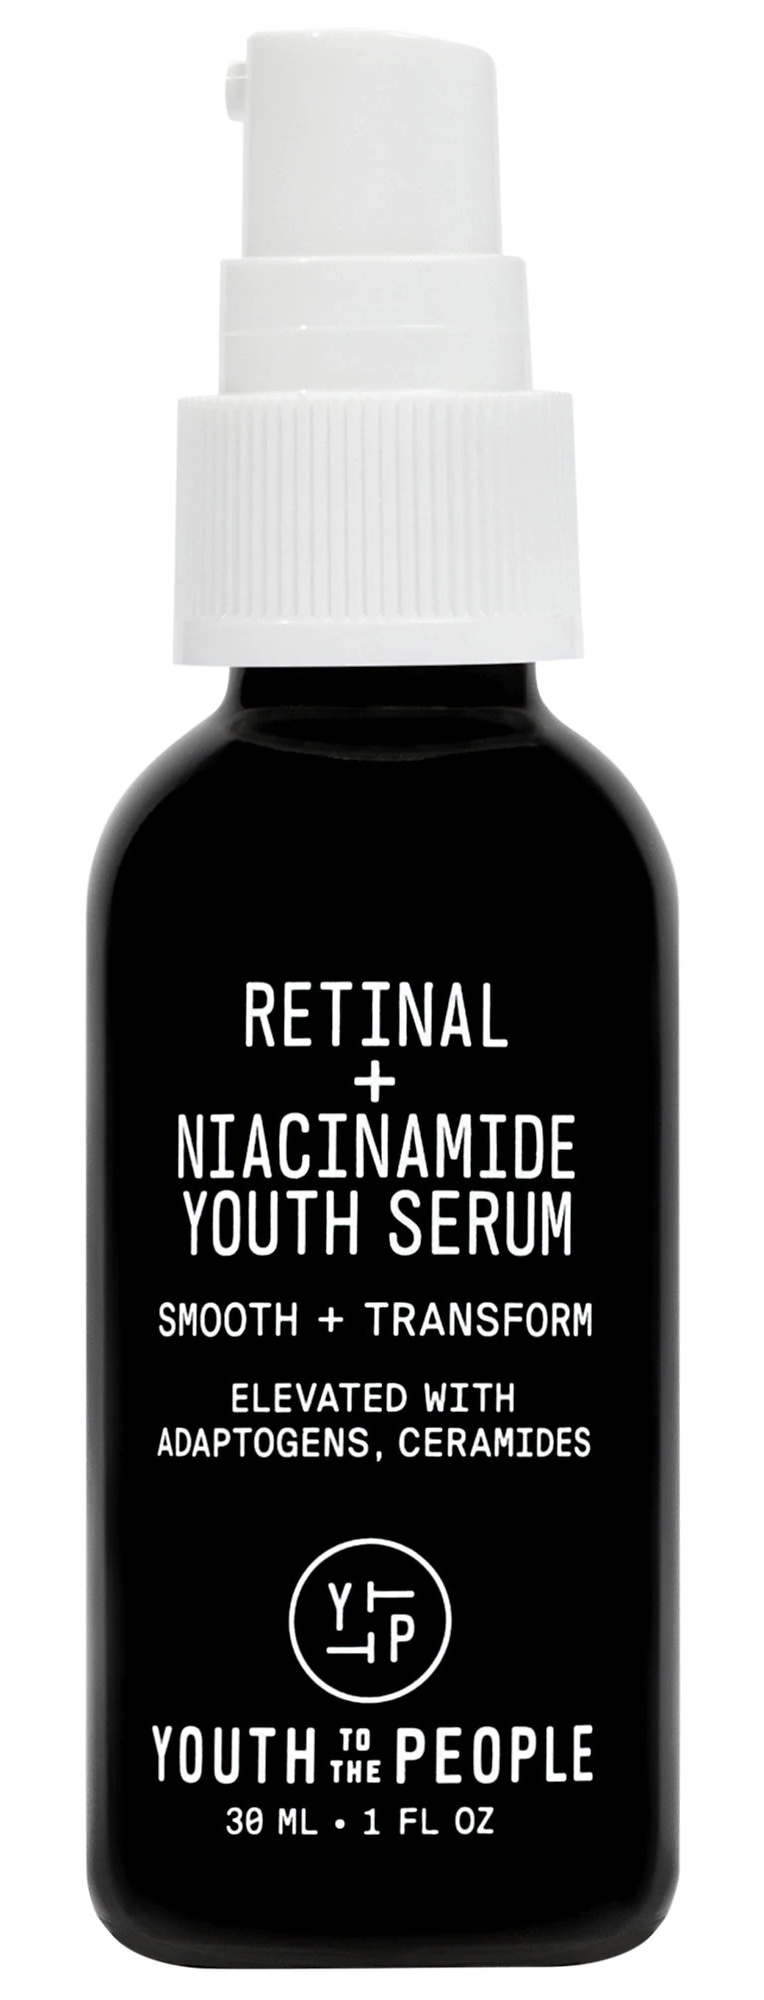 RETINAL
+
NIACINAMIDE
YOUTH SERUM
SMOOTH + TRANSFORM
ELEVATED WITH
ADAPTOGENS, CERAMIDES
YTTP
YOUTH TO THE PEOPLE
30 ML • 1 FL OZ